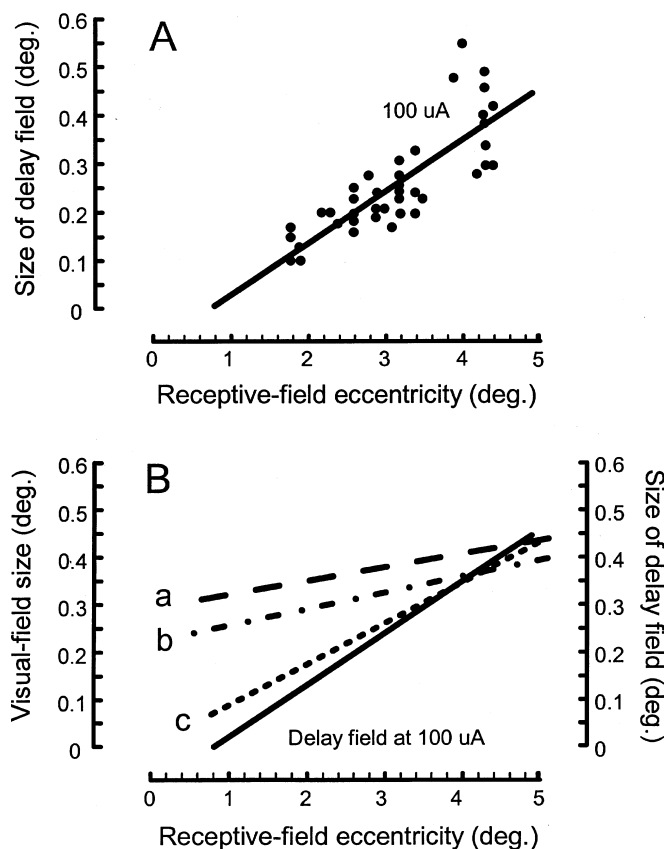 A
Size of delay field (deg.)
0.6
0.5
0.4
0.3
0.2
0.1
0
100 uA
0 1 2 3 4 5
Receptive-field eccentricity (deg.)
B
Visual-field size (deg.)
0.6
0.5
0.4
0.3
0.2
0.1
0
a
b
c
Delay field at 100 uA
0.6
0.5
0.4
0.3
0.2
0.1
0
Size of delay field (deg.)
0 1 2 3 4 5
Receptive-field eccentricity (deg.)